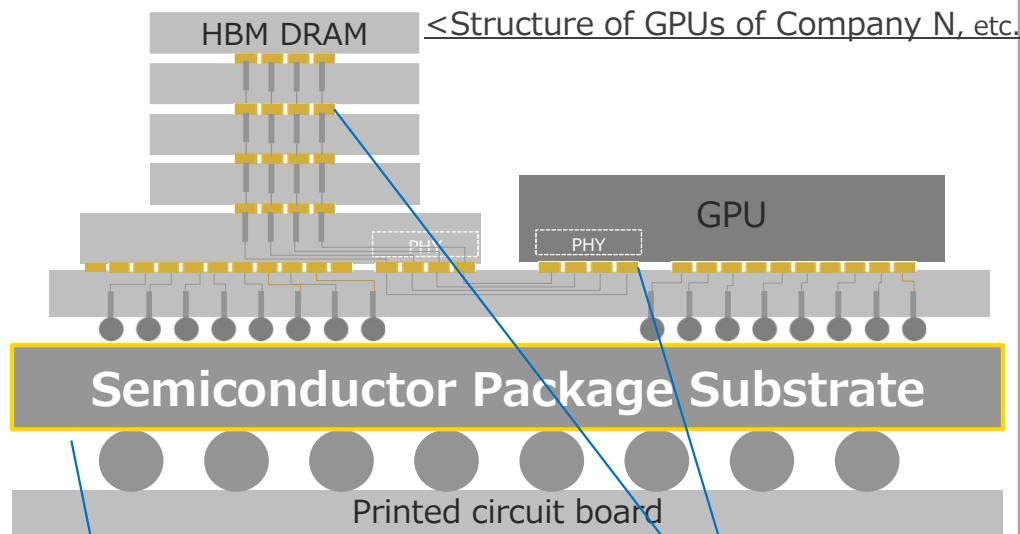 <Structure of GPUs of Company N, etc.
HBM DRAM
GPU
PHY
PHY
Semiconductor Package Substrate
Printed circuit board